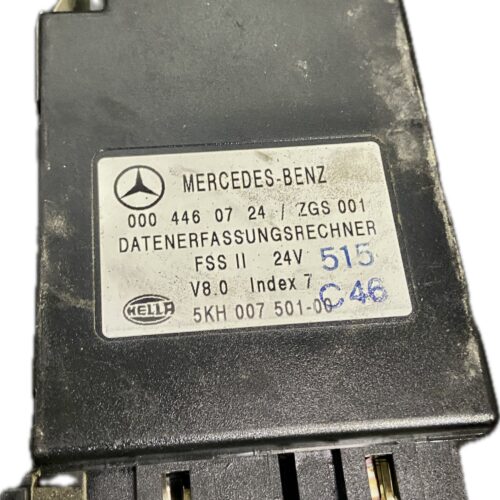 MERCEDES-BENZ
000 446 07 24 / ZGS 001
DATENERFASSUNGSRECHNER
FSS II 24V 515
V8.0 Index 7
C46
HELLA 5KH 007 501-00